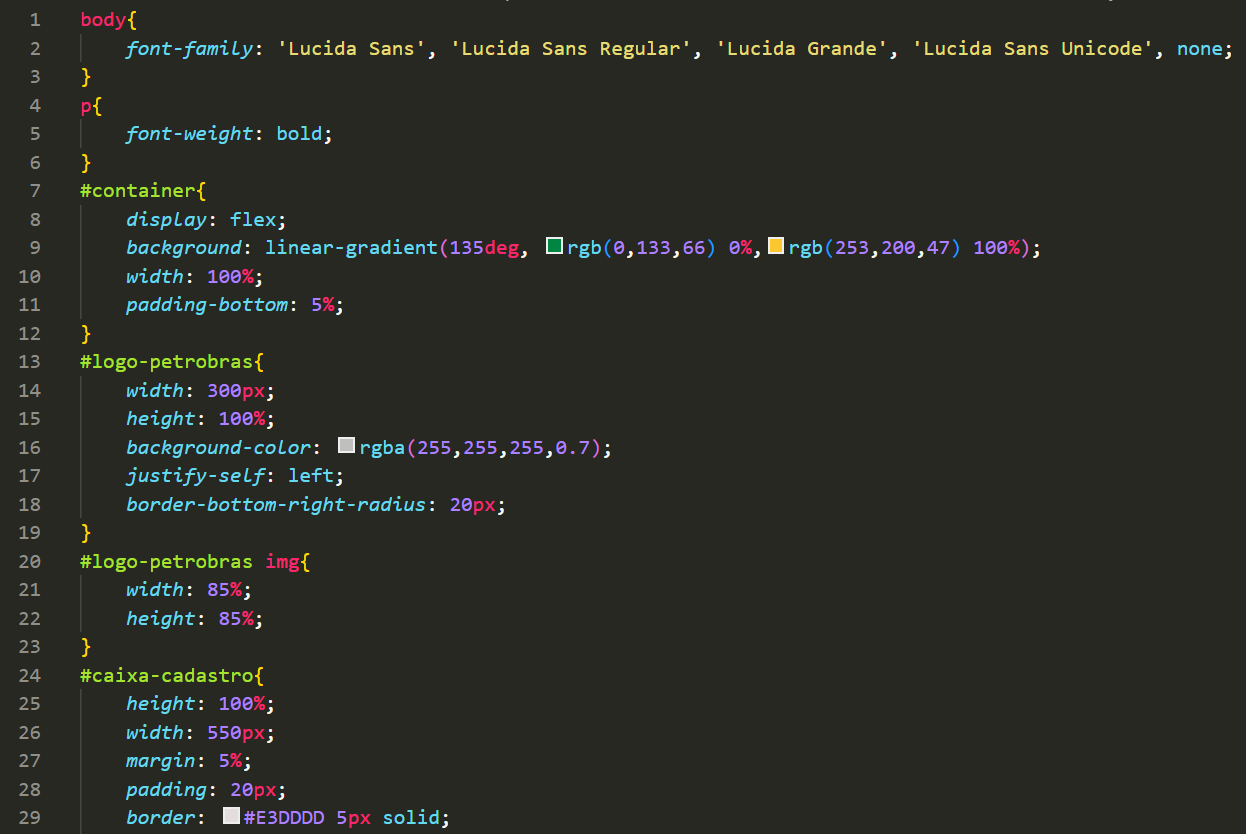 1 body{
2 font-family: 'Lucida Sans', 'Lucida Sans Regular', 'Lucida Grande', 'Lucida Sans Unicode', none;
3 }
4 p{
5 font-weight: bold;
6 }
7 #container{
8 display: flex;
9 background: linear-gradient(135deg, rgb(0,133,66) 0%, rgb(253,200,47) 100%);
10 width: 100%;
11 padding-bottom: 5%;
12 }
13 #logo-petrobras{
14 width: 300px;
15 height: 100%;
16 background-color: rgba(255,255,255,0.7);
17 justify-self: left;
18 border-bottom-right-radius: 20px;
19 }
20 #logo-petrobras img{
21 width: 85%;
22 height: 85%;
23 }
24 #caixa-cadastro{
25 height: 100%;
26 width: 550px;
27 margin: 5%;
28 padding: 20px;
29 border: #E3DDDD 5px solid;